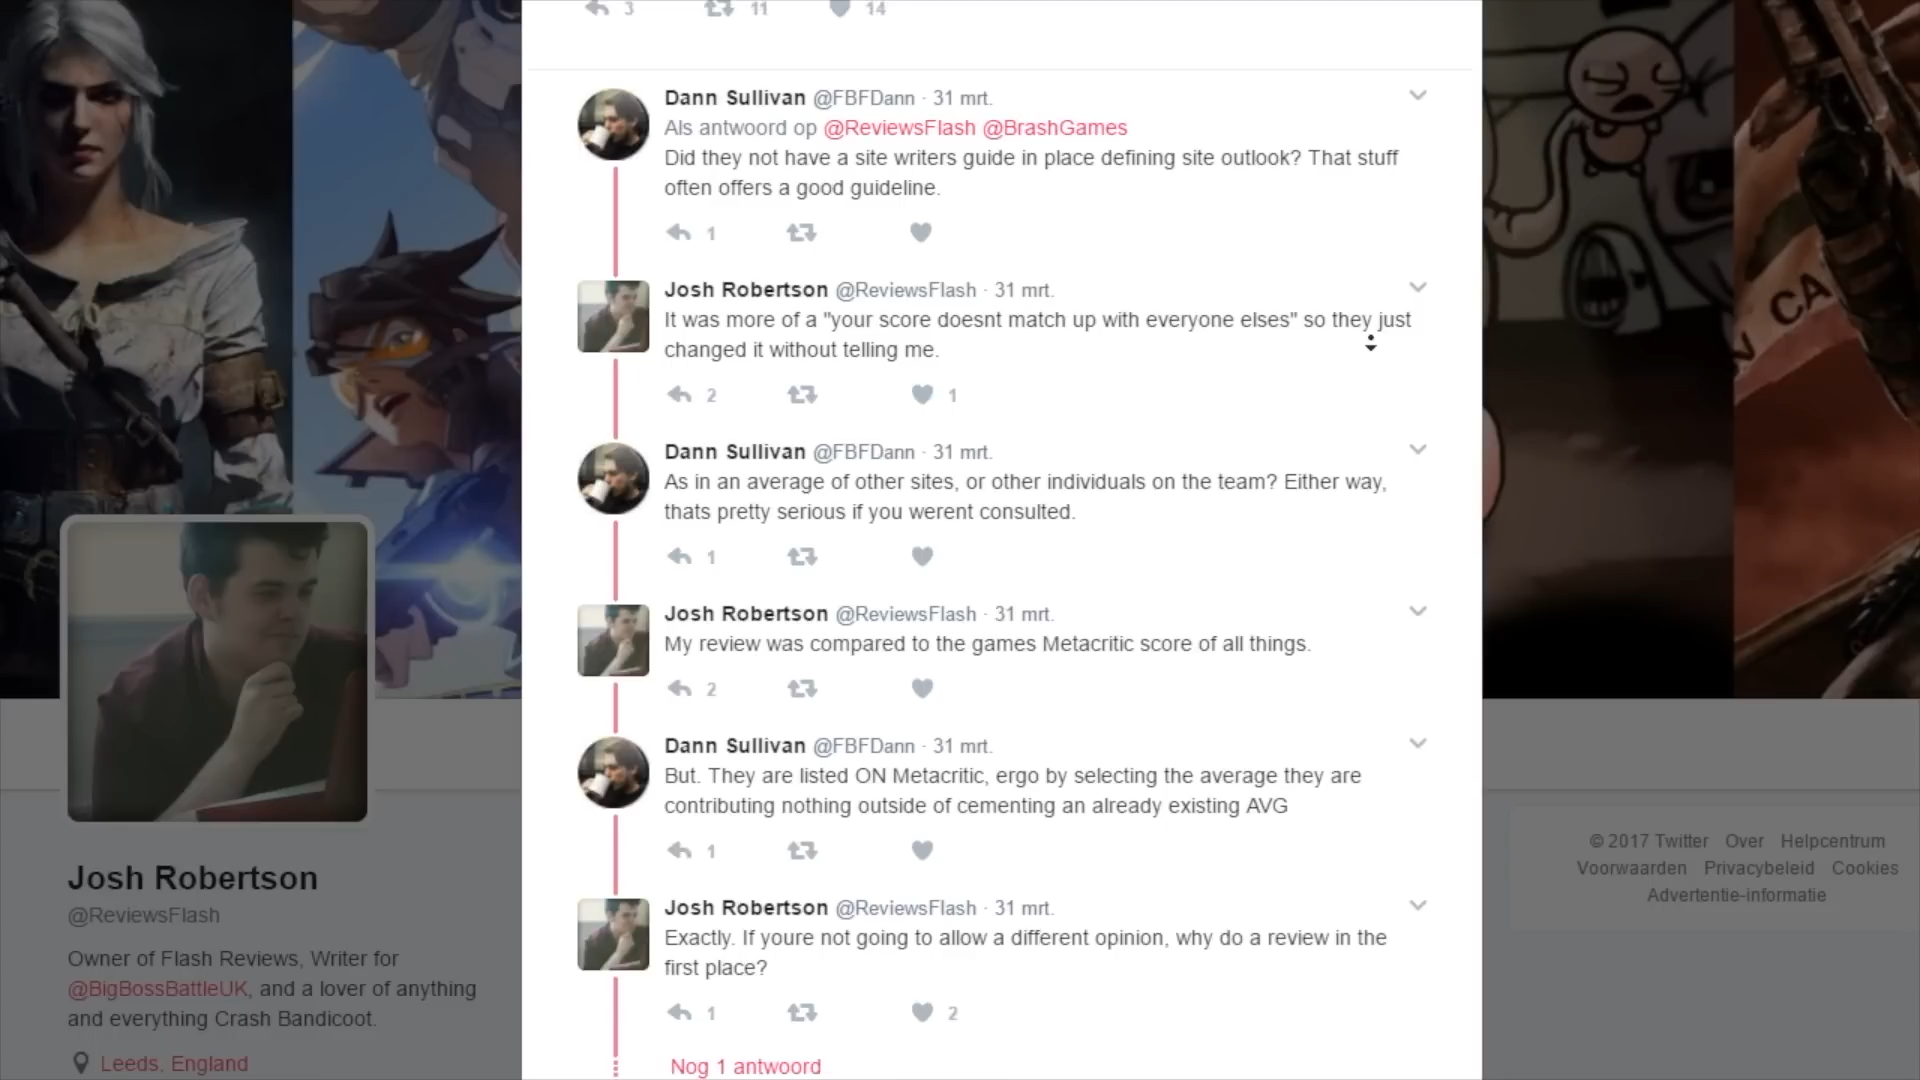 3 11 14
Dann Sullivan @FBFDann · 31 mrt.
Als antwoord op @ReviewsFlash @BrashGames
Did they not have a site writers guide in place defining site outlook? That stuff
often offers a good guideline.
1
Josh Robertson @ReviewsFlash · 31 mrt.
It was more of a "your score doesnt match up with everyone elses" so they just
changed it without telling me.
2 1
Dann Sullivan @FBFDann · 31 mrt.
As in an average of other sites, or other individuals on the team? Either way,
thats pretty serious if you werent consulted.
1
Josh Robertson @ReviewsFlash · 31 mrt.
My review was compared to the games Metacritic score of all things.
2
Dann Sullivan @FBFDann · 31 mrt.
But. They are listed ON Metacritic, ergo by selecting the average they are
contributing nothing outside of cementing an already existing AVG
1
Josh Robertson @ReviewsFlash · 31 mrt.
Exactly. If youre not going to allow a different opinion, why do a review in the
first place?
1 2
Nog 1 antwoord
Josh Robertson
@ReviewsFlash
Owner of Flash Reviews, Writer for
@BigBossBattleUK, and a lover of anything
and everything Crash Bandicoot.
Leeds, England
CA
© 2017 Twitter Over Helpcentrum
Voorwaarden Privacybeleid Cookies
Advertentie-informatie